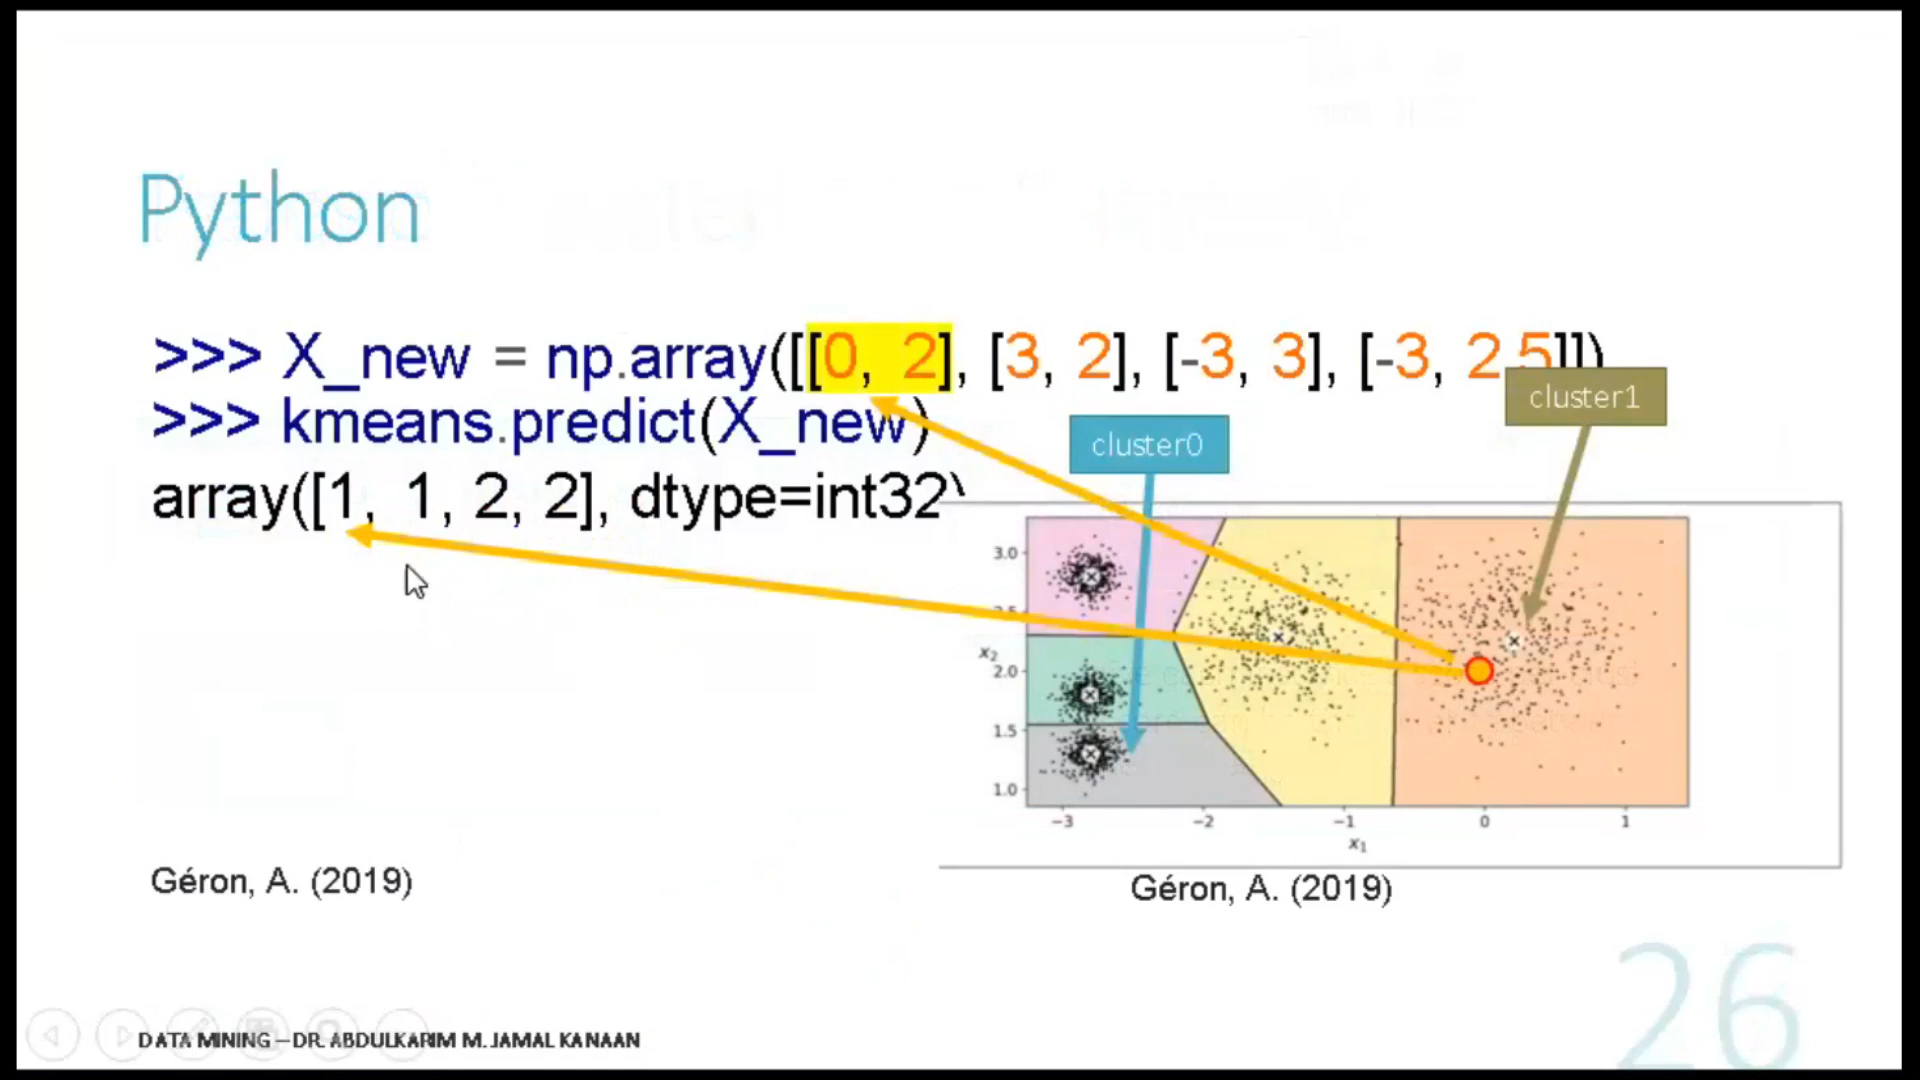 Python
>>> X_new = np.array([[0, 2], [3, 2], [-3, 3], [-3, 2.5]])
>>> kmeans.predict(X_new)
array([1, 1, 2, 2], dtype=int32)
cluster0
cluster1
3.0
x₂
2.0
1.5
1.0
−3 −2 −1 0 1
x₁
Géron, A. (2019)
Géron, A. (2019)
26
DATA MINING – DR. ABDULKARIM M. JAMAL KANAAN